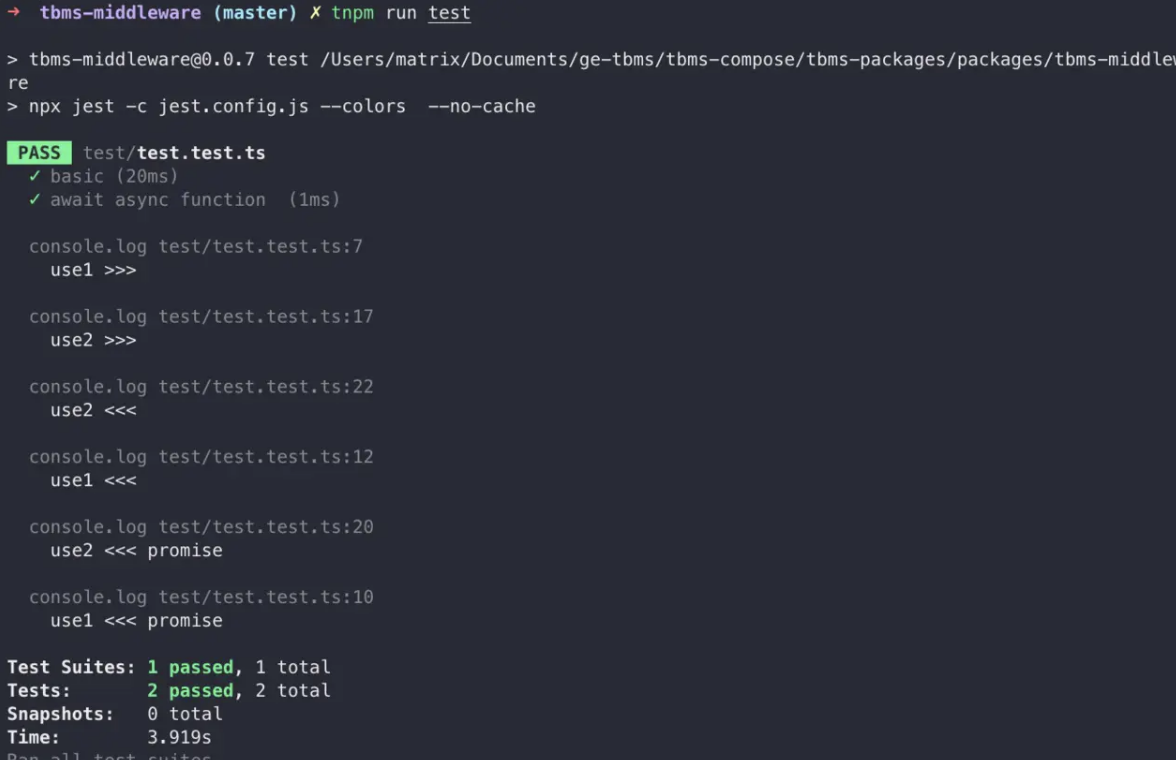 → tbms-middleware (master) ✗ tnpm run test
> tbms-middleware@0.0.7 test /Users/matrix/Documents/ge-tbms/tbms-compose/tbms-packages/packages/tbms-middlewa
re
> npx jest -c jest.config.js --colors  --no-cache
PASS test/test.test.ts
✓ basic (20ms)
✓ await async function  (1ms)
console.log test/test.test.ts:7
use1 >>>
console.log test/test.test.ts:17
use2 >>>
console.log test/test.test.ts:22
use2 <<<
console.log test/test.test.ts:12
use1 <<<
console.log test/test.test.ts:20
use2 <<< promise
console.log test/test.test.ts:10
use1 <<< promise
Test Suites: 1 passed, 1 total
Tests: 2 passed, 2 total
Snapshots: 0 total
Time: 3.919s
Ran all test suites.